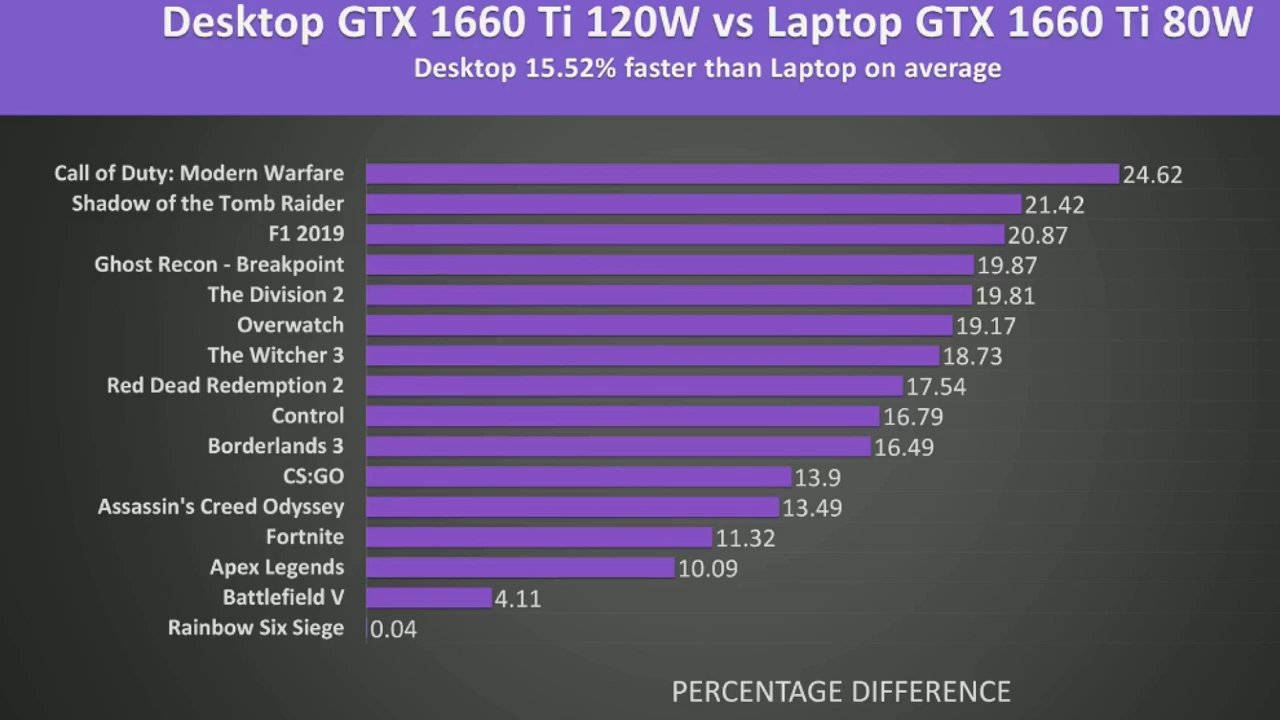 Desktop GTX 1660 Ti 120W vs Laptop GTX 1660 Ti 80W
Desktop 15.52% faster than Laptop on average
Call of Duty: Modern Warfare 24.62
Shadow of the Tomb Raider 21.42
F1 2019 20.87
Ghost Recon - Breakpoint 19.87
The Division 2 19.81
Overwatch 19.17
The Witcher 3 18.73
Red Dead Redemption 2 17.54
Control 16.79
Borderlands 3 16.49
CS:GO 13.9
Assassin's Creed Odyssey 13.49
Fortnite 11.32
Apex Legends 10.09
Battlefield V 4.11
Rainbow Six Siege 0.04
PERCENTAGE DIFFERENCE